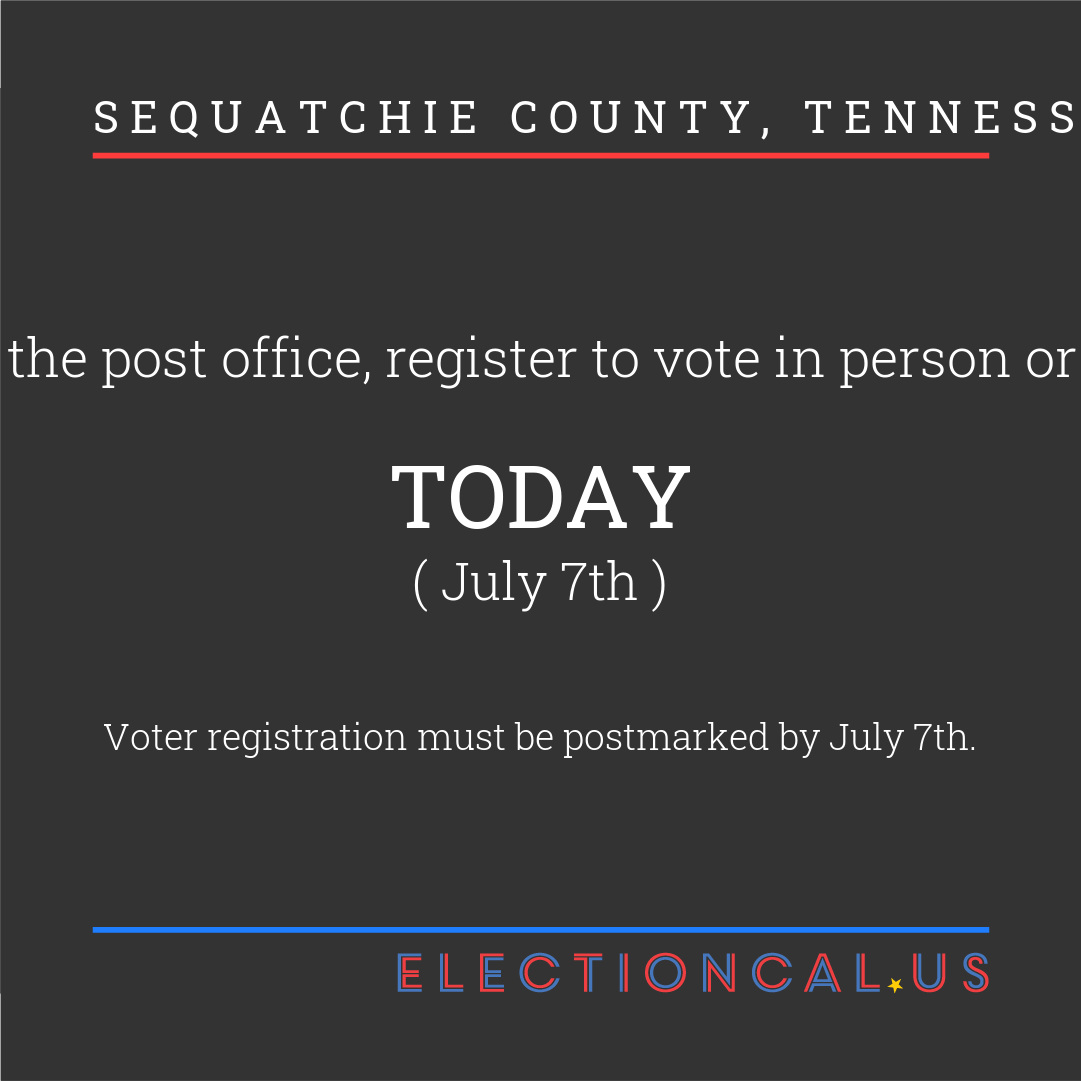 SEQUATCHIE COUNTY, TENNESS
the post office, register to vote in person or
TODAY
( July 7th )
Voter registration must be postmarked by July 7th.
ELECTIONCAL.US